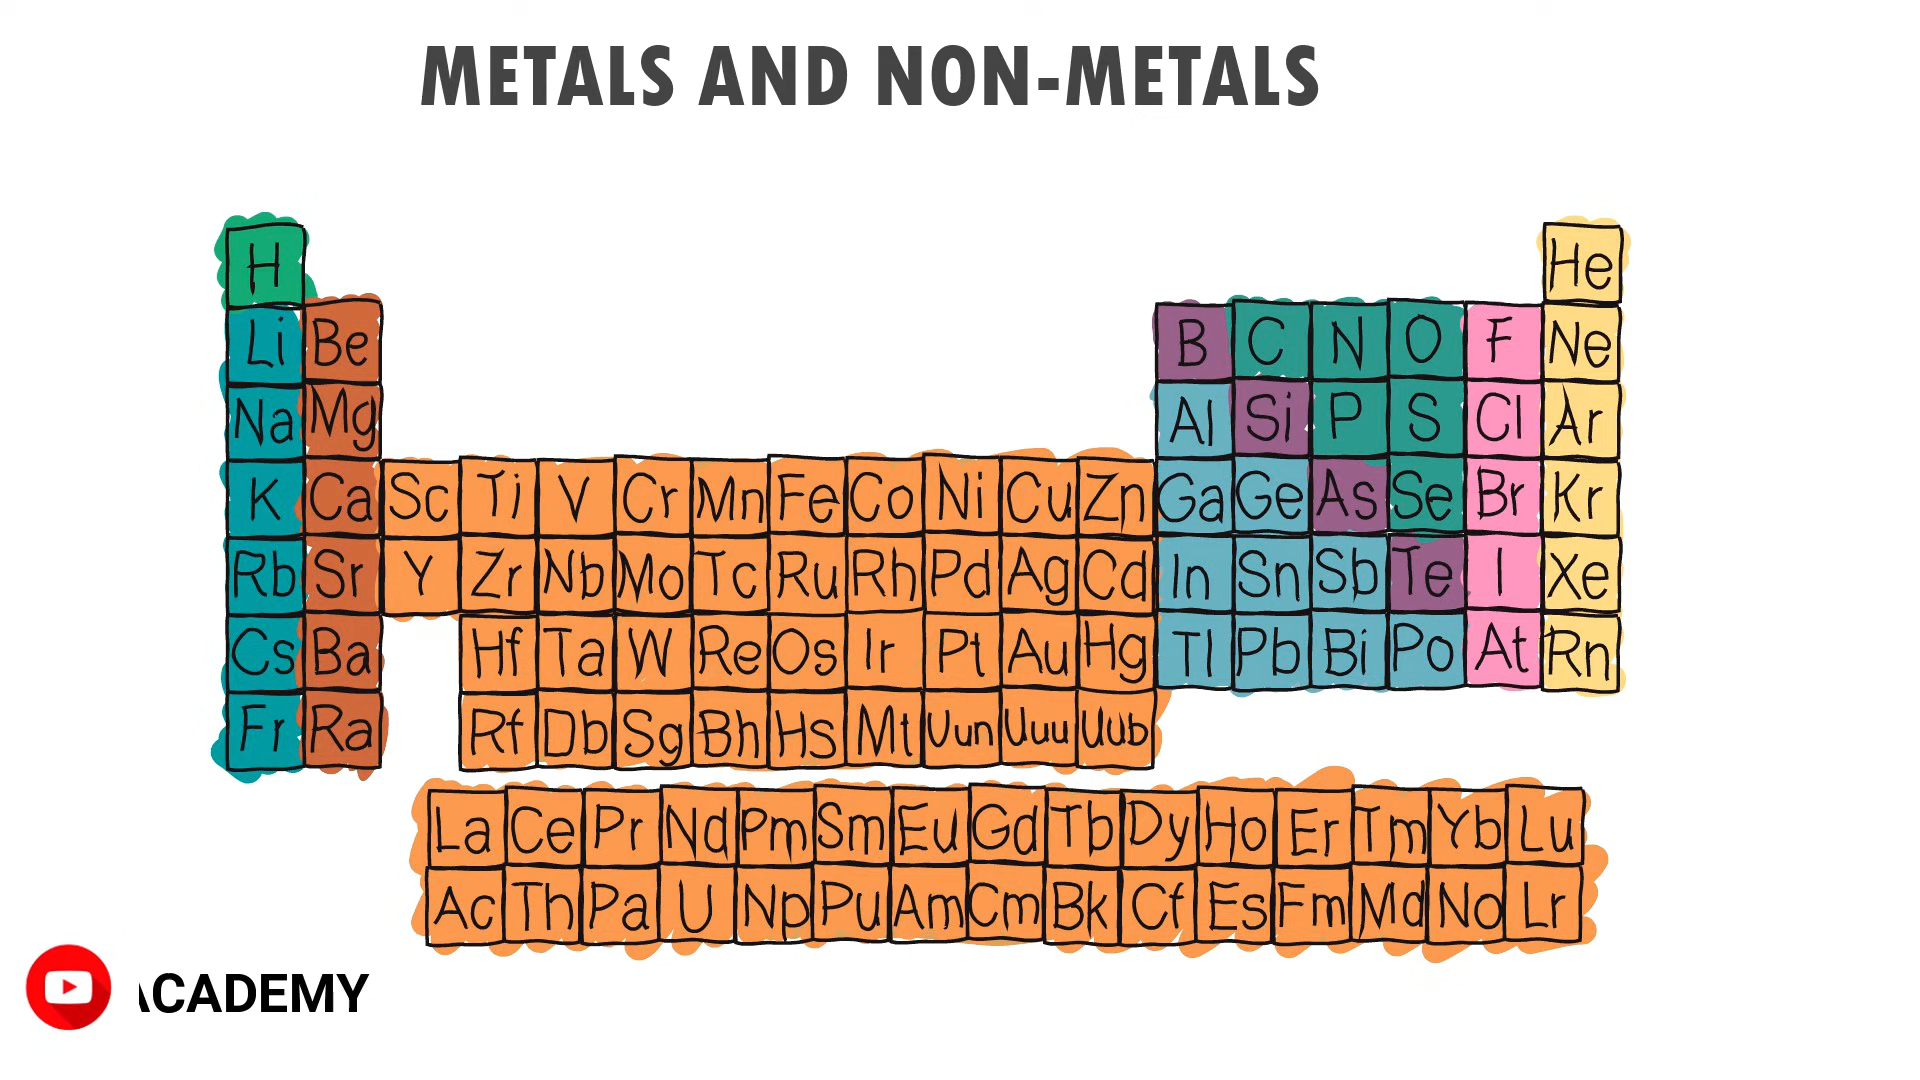 METALS AND NON-METALS
H He
Li Be B C N O F Ne
Na Mg Al Si P S Cl Ar
K Ca Sc Ti V Cr Mn Fe Co Ni Cu Zn Ga Ge As Se Br Kr
Rb Sr Y Zr Nb Mo Tc Ru Rh Pd Ag Cd In Sn Sb Te I Xe
Cs Ba Hf Ta W Re Os Ir Pt Au Hg Tl Pb Bi Po At Rn
Fr Ra Rf Db Sg Bh Hs Mt Uun Uuu Uub
La Ce Pr Nd Pm Sm Eu Gd Tb Dy Ho Er Tm Yb Lu
Ac Th Pa U Np Pu Am Cm Bk Cf Es Fm Md No Lr
ACADEMY